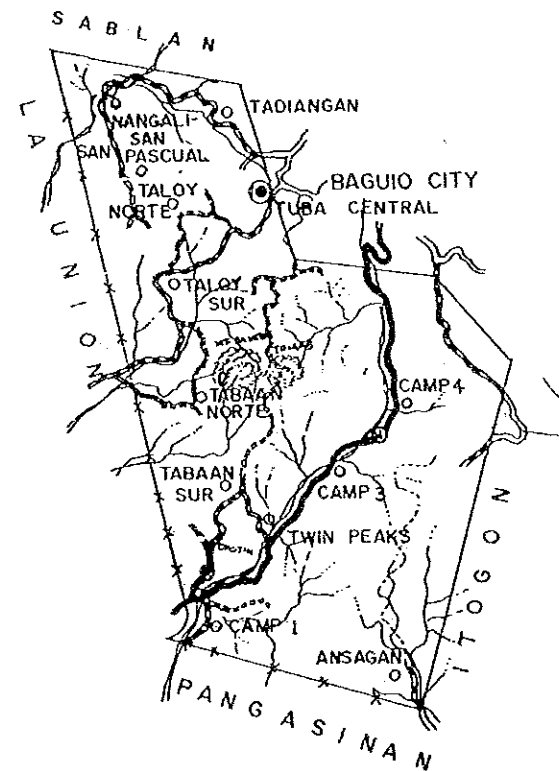 SABLAN
LA UNION
TADIANGAN
NANGALI-
SAN
SAN PASCUAL
BAGUIO CITY
TALOY
NORTE
TUBA CENTRAL
TALOY
SUR
TABAAN
NORTE
CAMP 4
TABAAN
SUR
CAMP 3
TWIN PEAKS
ITOGON
CAMP 1
ANSAGAN
PANGASINAN